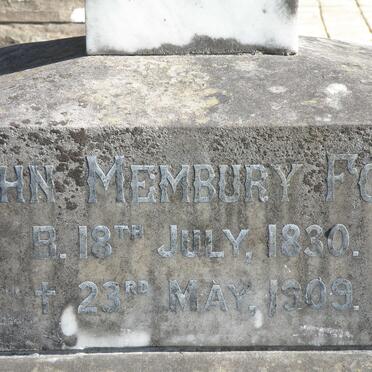 HN MEMBURY FO
B. 18TH JULY, 1830.
† 23RD MAY, 1909.